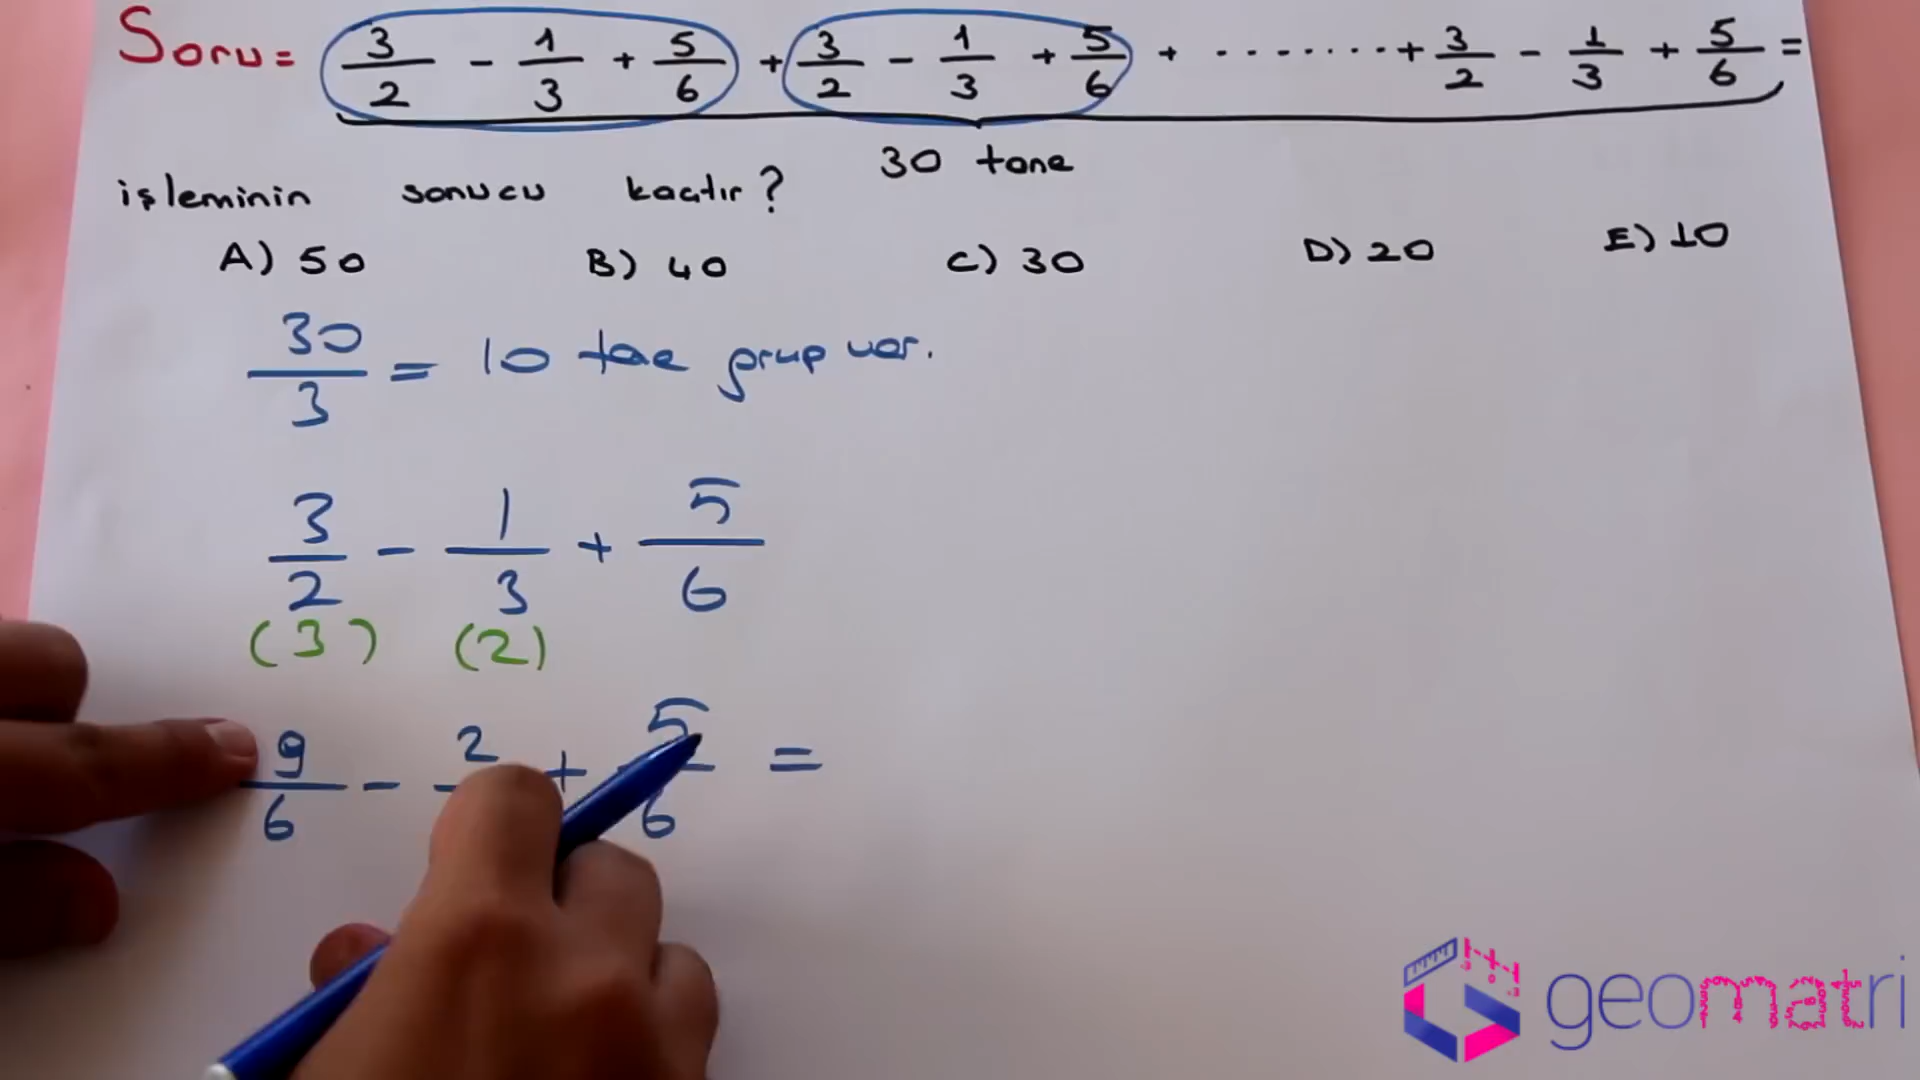 Soru= 3/2 - 1/3 + 5/6 + 3/2 - 1/3 + 5/6 + ········ + 3/2 - 1/3 + 5/6 =
30 tane
işleminin sonucu kaçtır?
A) 50 B) 40 C) 30 D) 20 E) 10
30/3 = 10 tane grup var.
3/2 - 1/3 + 5/6
(3) (2)
9/6 - 2 + 5/6 =
geomatri